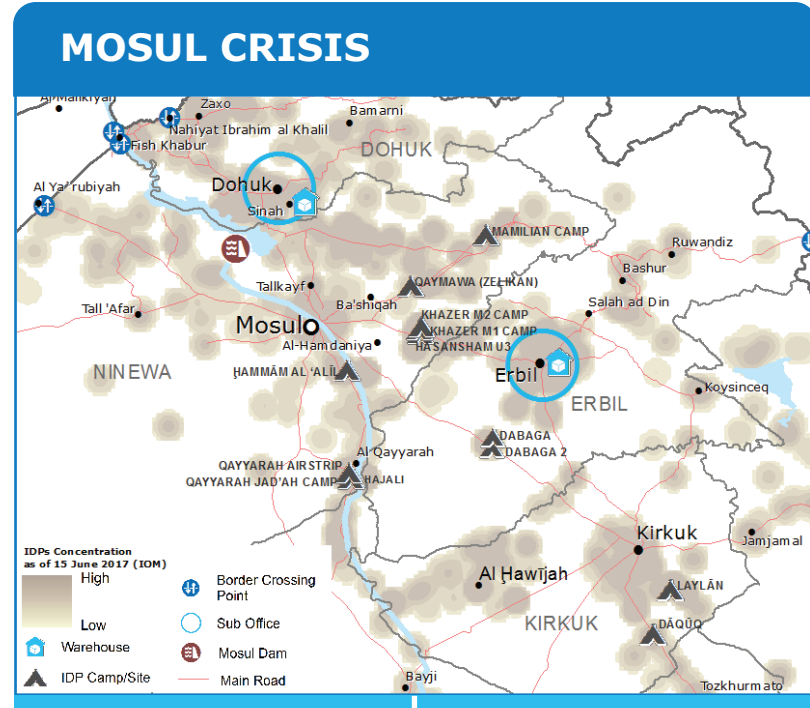 MOSUL CRISIS
Al-Malikiyah
Zaxo
Bamarni
Nahiyat Ibrahim al Khalil
Fish Khabur
DOHUK
Al Ya'rubiyah
Dohuk
Sinah
MAMILIAN CAMP
Ruwandiz
Bashur
QAYMAWA (ZELIKAN)
Tallkayf
Ba'shiqah
Salah ad Din
Tall 'Afar
KHAZER M2 CAMP
Mosul
KHAZER M1 CAMP
Al-Hamdaniya
HASANSHAM U3
NINEWA
ḨAMMĀM AL 'ALĪL
Erbil
Koysinceq
ERBIL
DABAGA
DABAGA 2
Al Qayyarah
QAYYARAH AIRSTRIP
QAYYARAH JAD'AH CAMP
HAJALI
Kirkuk
Jamjamal
Al Ḩawījah
LAYLĀN
KIRKUK
DĀQŪQ
Bayji
Tozkhurmato
IDPs Concentration
as of 15 June 2017 (IOM)
High
Low
Warehouse
IDP Camp/Site
Border Crossing
Point
Sub Office
Mosul Dam
Main Road